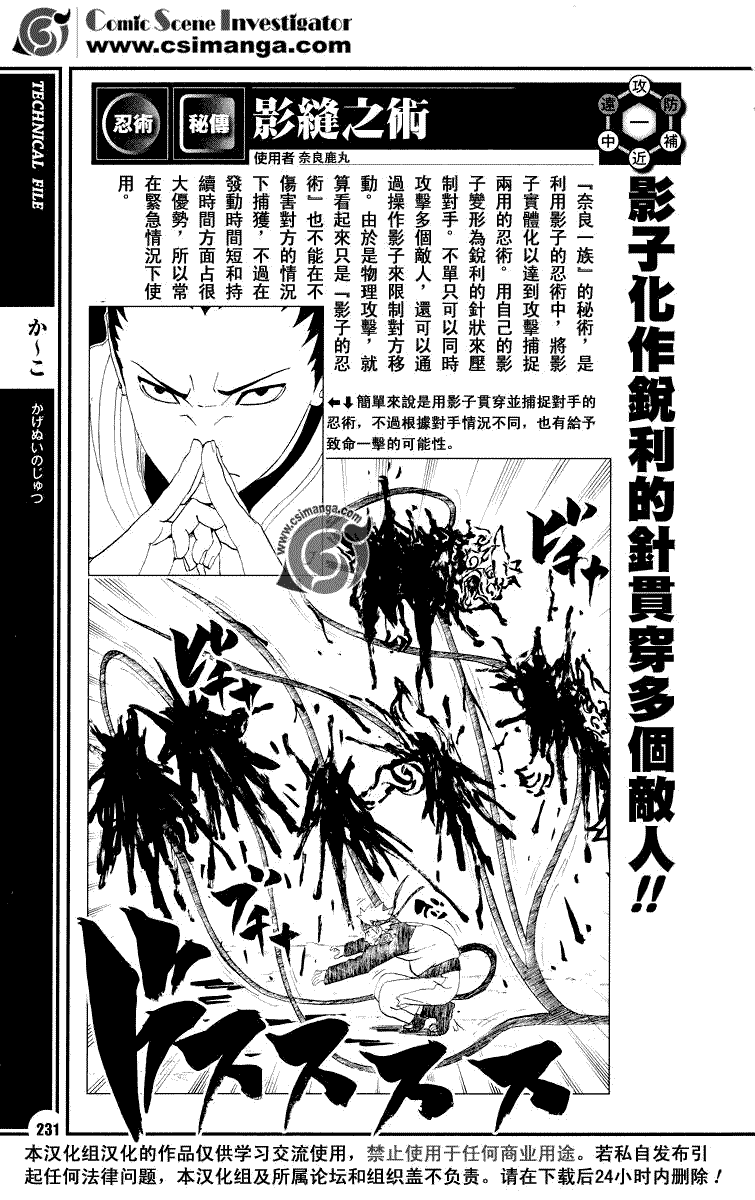 Comic Scene Investigator
www.csimanga.com
TECHNICAL FILE
か～こ
かげぬいのじゅつ
忍術
秘傳
影縫之術
使用者 奈良鹿丸
攻
防
補
近
中
遠
一
影子化作銳利的針貫穿多個敵人!!
『奈良一族』的秘術，是
利用影子的忍術中，將影
子實體化以達到攻擊捕捉
兩用的忍術。用自己的影
子變形為銳利的針狀來壓
制對手。不單只可以同時
攻擊多個敵人，還可以通
過操作影子來限制對方移
動。由於是物理攻擊，就
算看起來只是『影子的忍
術』也不能在不
傷害對方的情況
下捕獲，不過在
發動時間短和持
續時間方面占很
大優勢，所以常
在緊急情況下使
用。
←↓簡單來說是用影子貫穿並捕捉對手的
忍術，不過根據對手情況不同，也有給予
致命一擊的可能性。
www.csimanga.com
ビチャ
ビチャ
ブチャ
ドドスススス
231
本汉化组汉化的作品仅供学习交流使用，禁止使用于任何商业用途。若私自发布引
起任何法律问题，本汉化组及所属论坛和组织盖不负责。请在下载后24小时内删除！